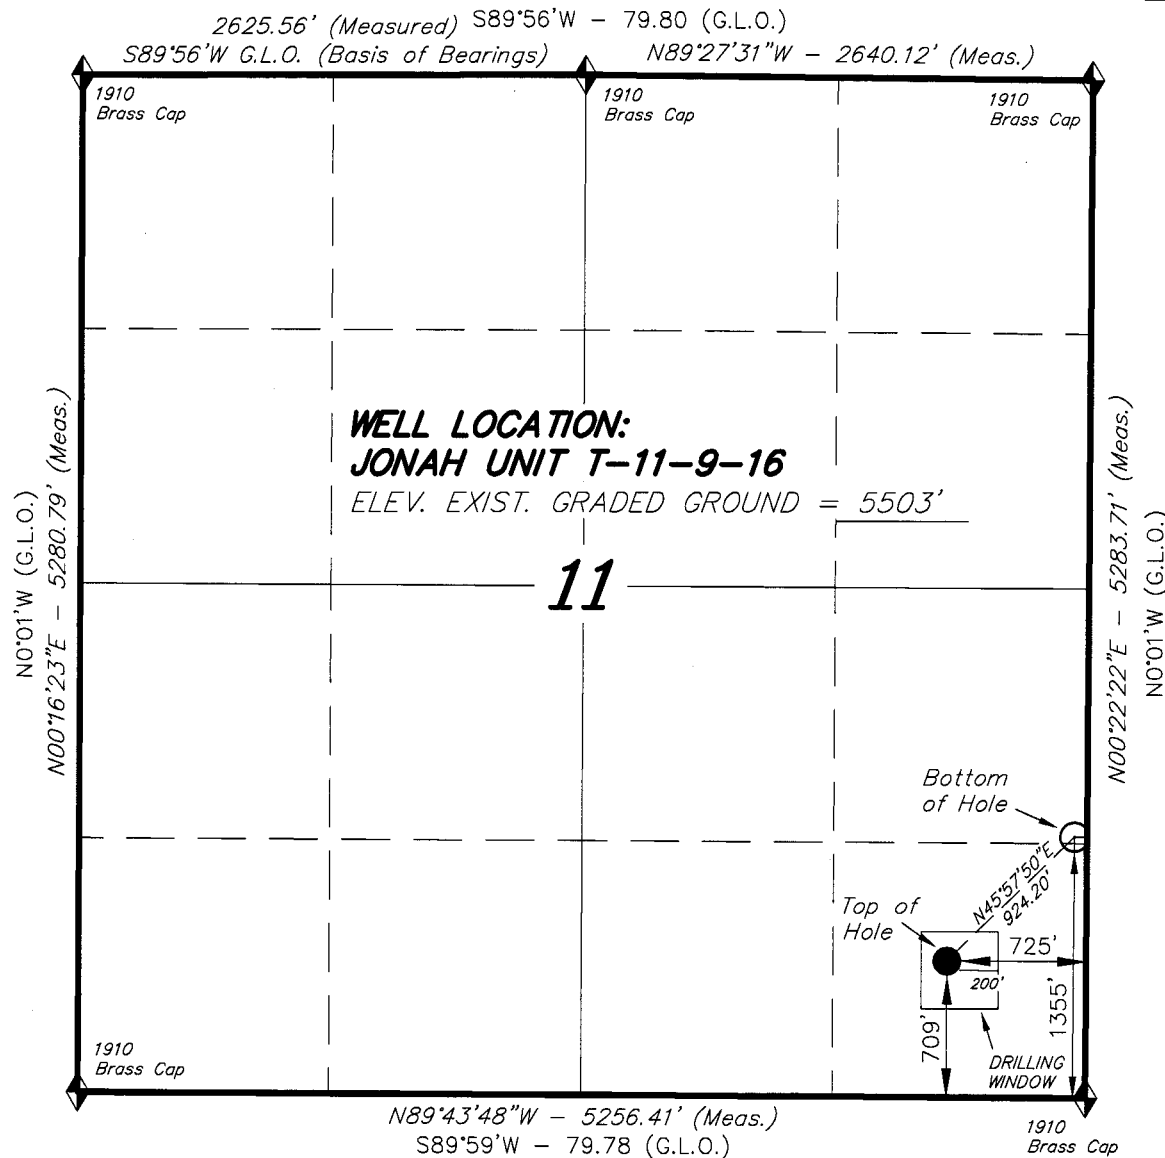 2625.56' (Measured) S89°56'W – 79.80 (G.L.O.)
S89°56'W G.L.O. (Basis of Bearings) N89°27'31"W – 2640.12' (Meas.)
1910
Brass Cap
1910
Brass Cap
1910
Brass Cap
WELL LOCATION:
JONAH UNIT T–11–9–16
ELEV. EXIST. GRADED GROUND = 5503'
11
N0°01'W (G.L.O.)
N00°16'23"E – 5280.79' (Meas.)
N00°22'22"E – 5283.71' (Meas.)
N0°01'W (G.L.O.)
Bottom
of Hole
N45°57'50"E
924.20'
Top of
Hole
725'
200'
709'
1355'
DRILLING
WINDOW
1910
Brass Cap
N89°43'48"W – 5256.41' (Meas.)
S89°59'W – 79.78 (G.L.O.)
1910
Brass Cap